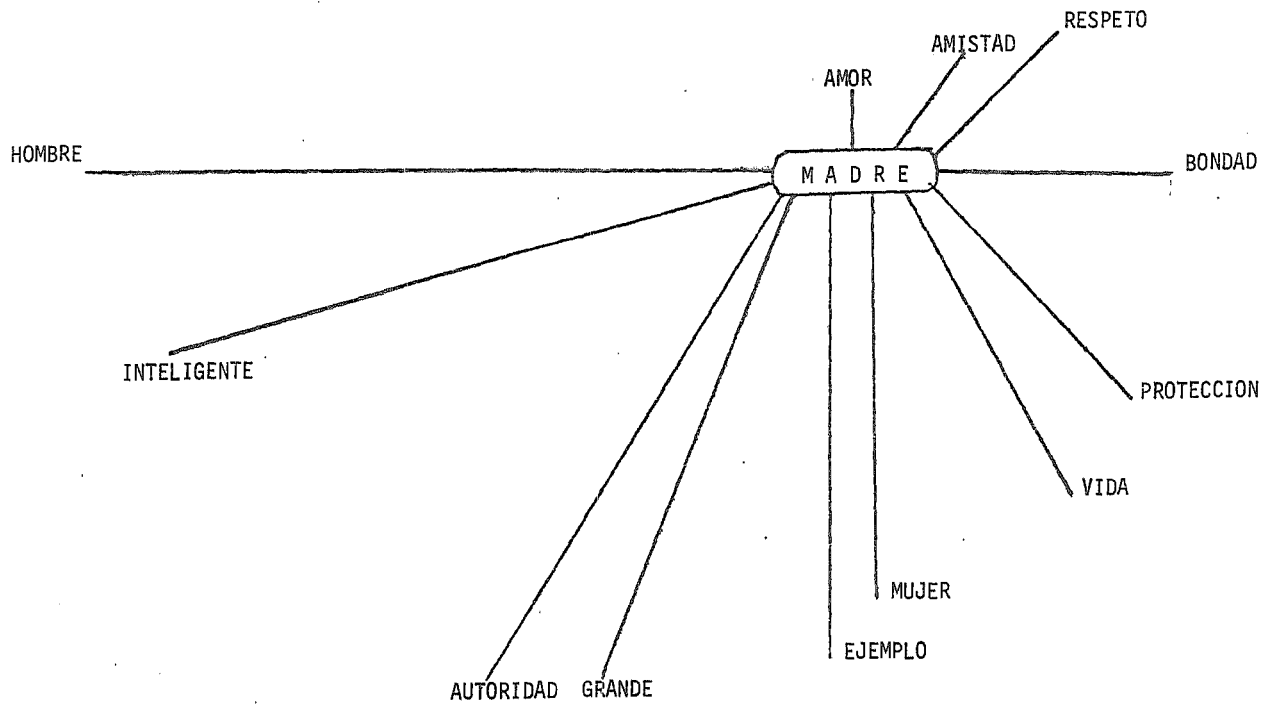 RESPETO
AMISTAD
AMOR
HOMBRE
BONDAD
M A D R E
INTELIGENTE
PROTECCION
VIDA
MUJER
EJEMPLO
AUTORIDAD GRANDE